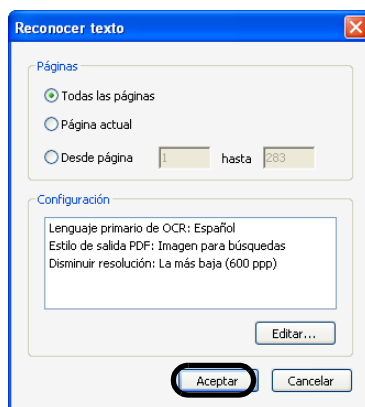 Reconocer texto
Páginas
Todas las páginas
Página actual
Desde página 1 hasta 283
Configuración
Lenguaje primario de OCR: Español
Estilo de salida PDF: Imagen para búsquedas
Disminuir resolución: La más baja (600 ppp)
Editar...
Aceptar Cancelar